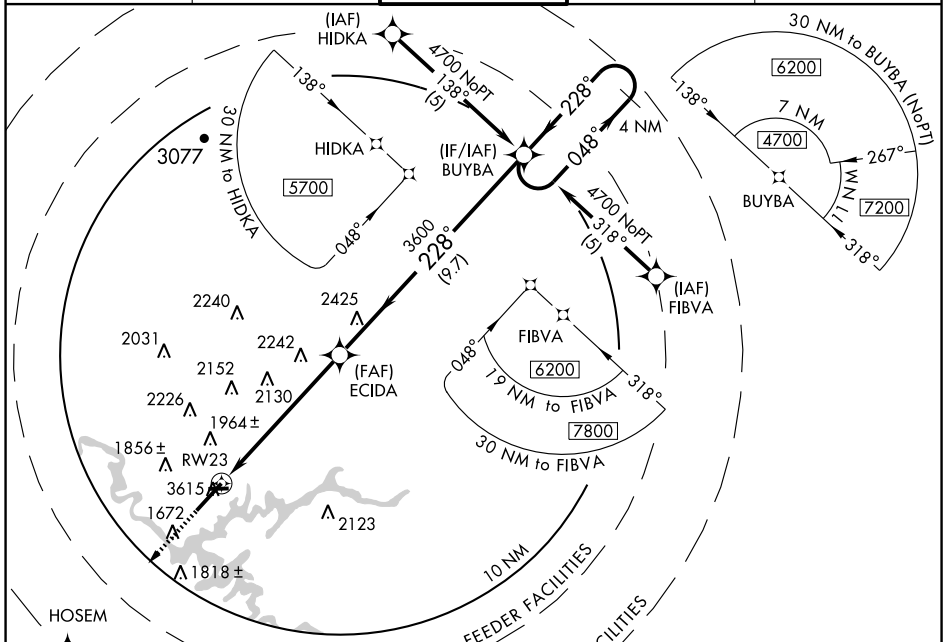 (IAF)
HIDKA
4700 NoPT
138°
(5)
138°
30 NM to HIDKA
HIDKA
5700
048°
3077
228°
048°
4 NM
(IF/IAF)
BUYBA
4700 NoPT
318°
(5)
(IAF)
FIBVA
30 NM to BUYBA (NoPT)
6200
138°
7 NM
4700
267°
11 NM
7200
BUYBA
318°
3600
228°
(9.7)
2240
2425
2031
2242
2152
2130
2226
(FAF)
ECIDA
1964±
1856±
RW23
3615
1672
1818±
2123
FIBVA
048°
6200
318°
19 NM to FIBVA
7800
30 NM to FIBVA
10 NM
FEEDER FACILITIES
CILITIES
HOSEM